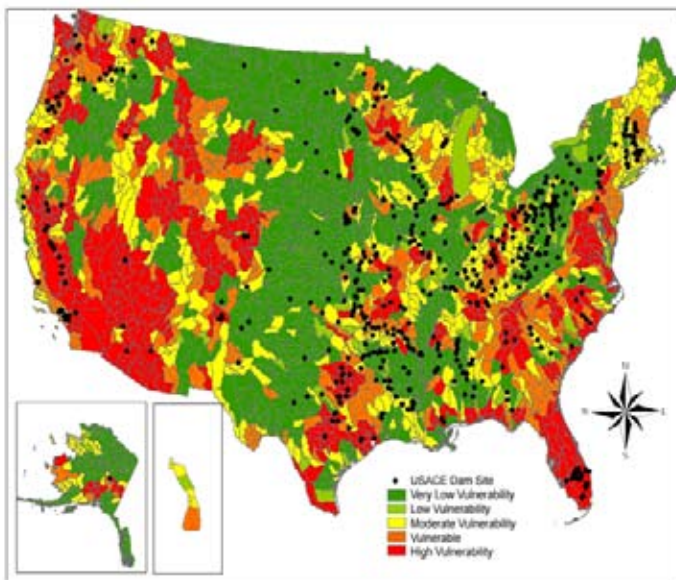 N
E
S
USACE Dam Site
Very Low Vulnerability
Low Vulnerability
Moderate Vulnerability
Vulnerable
High Vulnerability